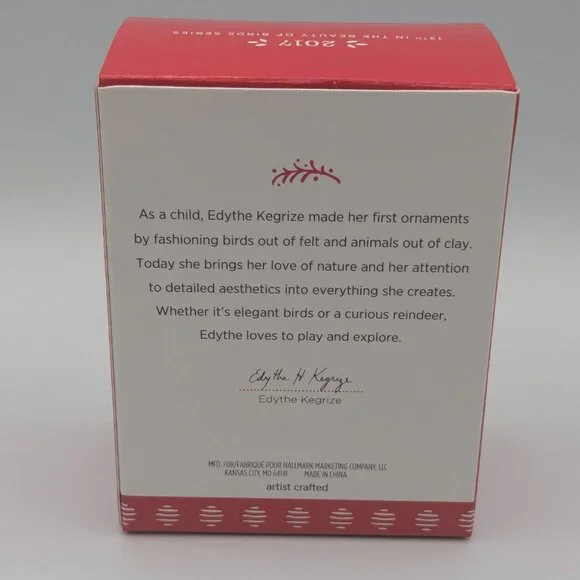 13TH IN THE BEAUTY OF BIRDS SERIES
2017
As a child, Edythe Kegrize made her first ornaments
by fashioning birds out of felt and animals out of clay.
Today she brings her love of nature and her attention
to detailed aesthetics into everything she creates.
Whether it's elegant birds or a curious reindeer,
Edythe loves to play and explore.
Edythe H Kegrize
Edythe Kegrize
MFD. FOR/FABRIQUÉ POUR HALLMARK MARKETING COMPANY, LLC
KANSAS CITY, MO 64141 MADE IN CHINA
artist crafted